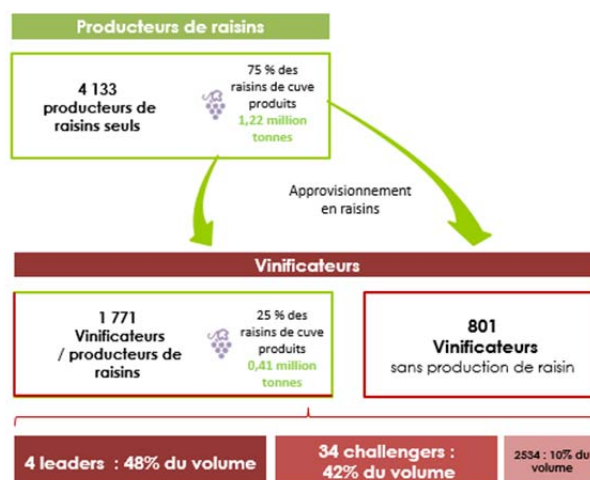 Producteurs de raisins
4 133
producteurs de
raisins seuls
75 % des
raisins de cuve
produits
1,22 million
tonnes
Approvisionnement
en raisins
Vinificateurs
1 771
Vinificateurs
/ producteurs de
raisins
25 % des
raisins de cuve
produits
0,41 million
tonnes
801
Vinificateurs
sans production de raisin
4 leaders : 48% du volume
34 challengers :
42% du volume
2534 : 10% du
volume